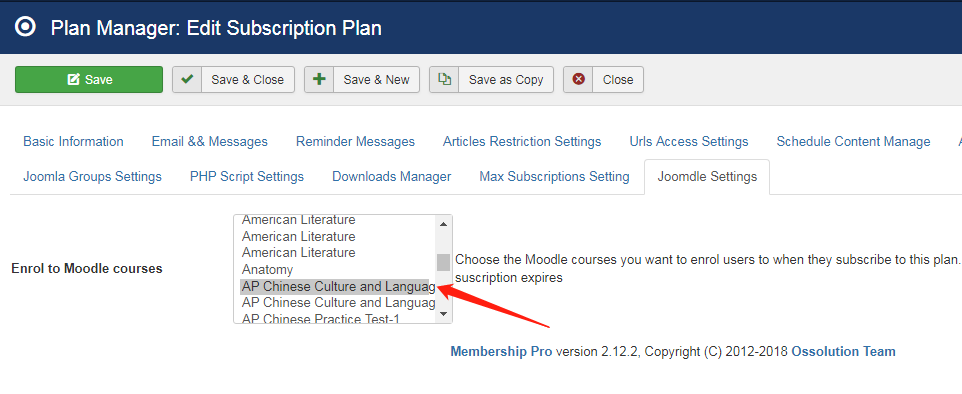 Plan Manager: Edit Subscription Plan
Save
Save & Close
Save & New
Save as Copy
Close
Basic Information
Email && Messages
Reminder Messages
Articles Restriction Settings
Urls Access Settings
Schedule Content Manage
Joomla Groups Settings
PHP Script Settings
Downloads Manager
Max Subscriptions Setting
Joomdle Settings
Enrol to Moodle courses
American Literature
American Literature
American Literature
Anatomy
AP Chinese Culture and Languag
AP Chinese Culture and Languag
AP Chinese Practice Test-1
Choose the Moodle courses you want to enrol users to when they subscribe to this plan.
suscription expires
Membership Pro version 2.12.2, Copyright (C) 2012-2018 Ossolution Team